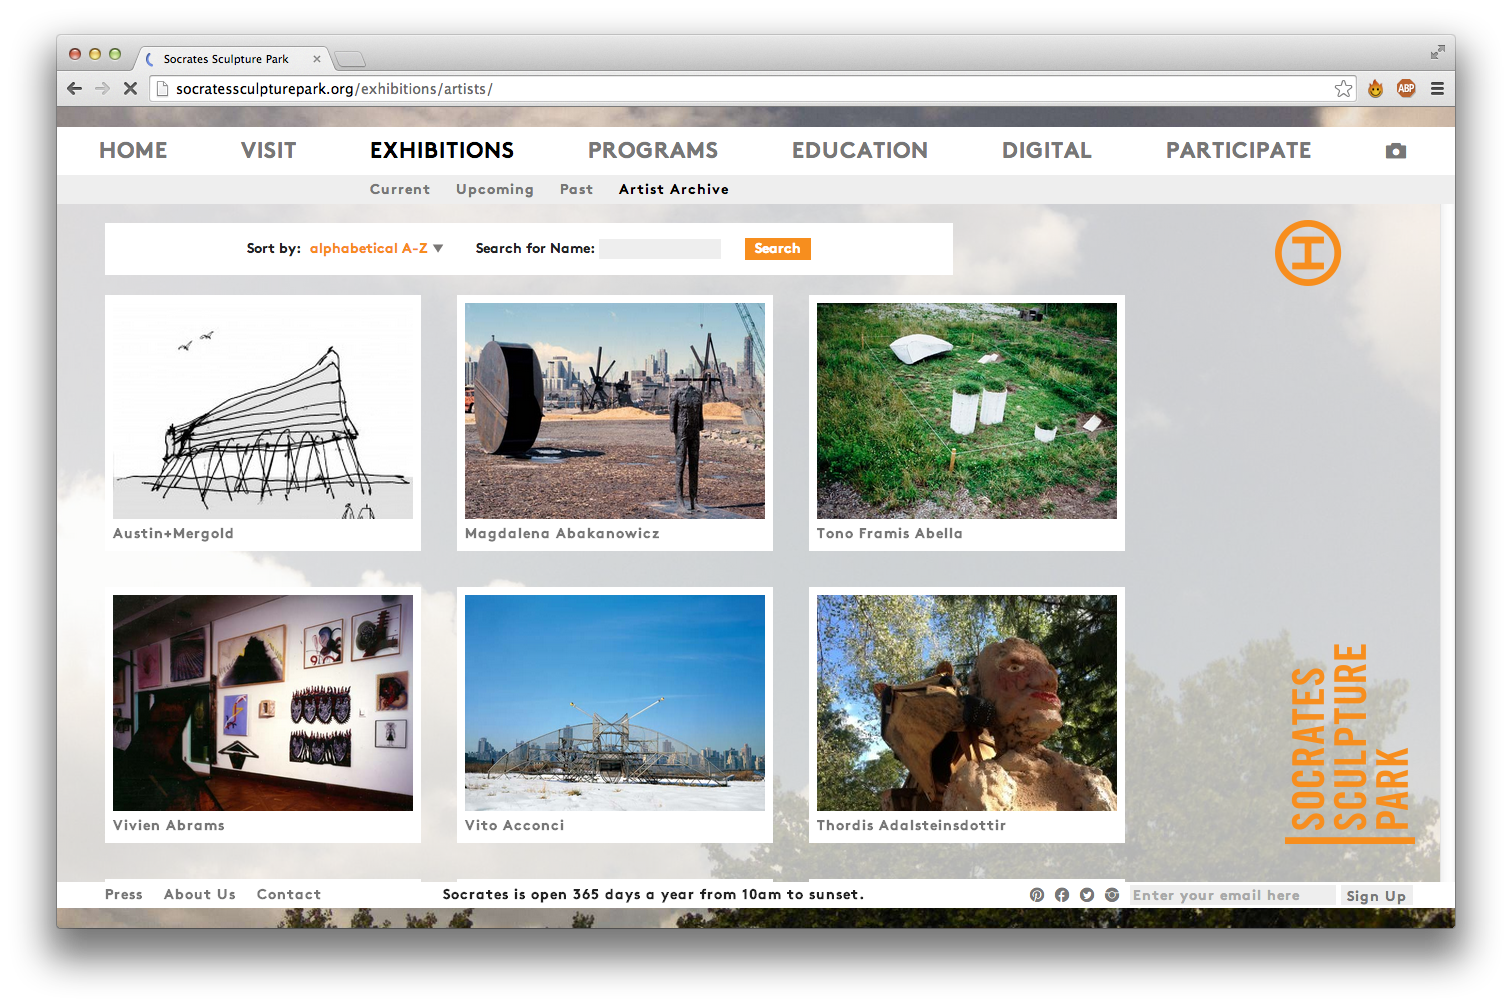 Socrates Sculpture Park
socratessculpturepark.org/exhibitions/artists/
ABP
HOME VISIT EXHIBITIONS PROGRAMS EDUCATION DIGITAL PARTICIPATE
Current Upcoming Past Artist Archive
Sort by: alphabetical A-Z Search for Name: Search
Austin+Mergold Magdalena Abakanowicz Tono Framis Abella
Vivien Abrams Vito Acconci Thordis Adalsteinsdottir
SOCRATES
SCULPTURE
PARK
Press About Us Contact Socrates is open 365 days a year from 10am to sunset. Enter your email here Sign Up